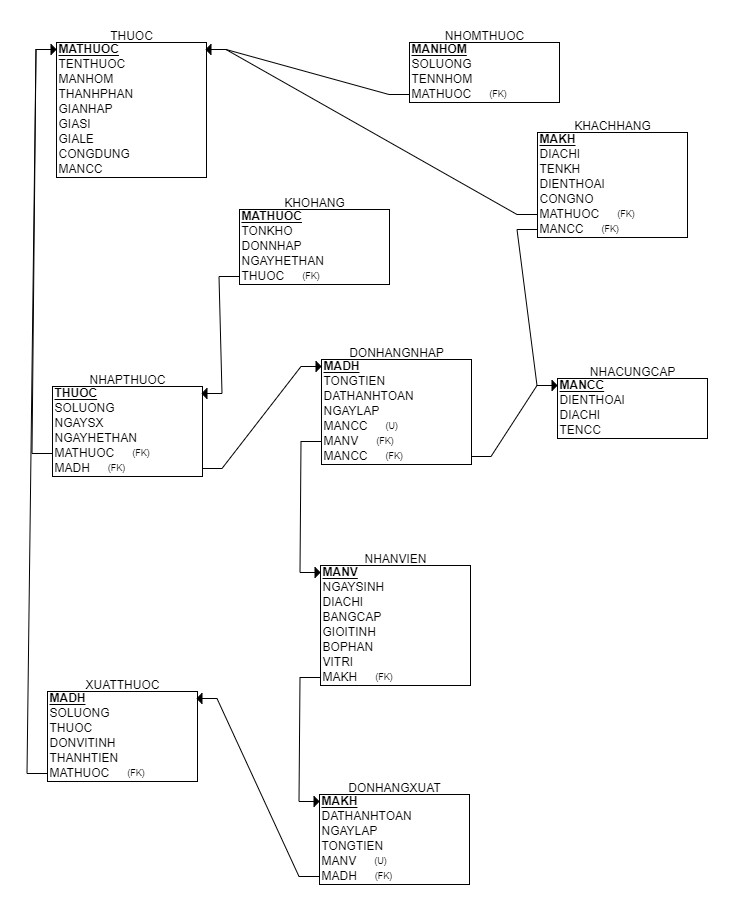 THUOC
MATHUOC
TENTHUOC
MANHOM
THANHPHAN
GIANHAP
GIASI
GIALE
CONGDUNG
MANCC
NHOMTHUOC
MANHOM
SOLUONG
TENNHOM
MATHUOC (FK)
KHACHHANG
MAKH
DIACHI
TENKH
DIENTHOAI
CONGNO
MATHUOC (FK)
MANCC (FK)
KHOHANG
MATHUOC
TONKHO
DONNHAP
NGAYHETHAN
THUOC (FK)
NHAPTHUOC
THUOC
SOLUONG
NGAYSX
NGAYHETHAN
MATHUOC (FK)
MADH (FK)
DONHANGNHAP
MADH
TONGTIEN
DATHANHTOAN
NGAYLAP
MANCC (U)
MANV (FK)
MANCC (FK)
NHACUNGCAP
MANCC
DIENTHOAI
DIACHI
TENCC
NHANVIEN
MANV
NGAYSINH
DIACHI
BANGCAP
GIOITINH
BOPHAN
VITRI
MAKH (FK)
XUATTHUOC
MADH
SOLUONG
THUOC
DONVITINH
THANHTIEN
MATHUOC (FK)
DONHANGXUAT
MAKH
DATHANHTOAN
NGAYLAP
TONGTIEN
MANV (U)
MADH (FK)